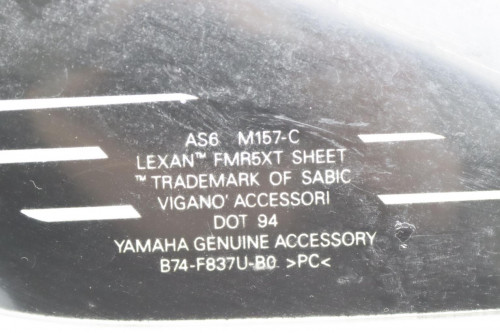 AS6 M157-C
LEXAN™ FMR5XT SHEET
™ TRADEMARK OF SABIC
VIGANO' ACCESSORI
DOT 94
YAMAHA GENUINE ACCESSORY
B74-F837U-B0 >PC<